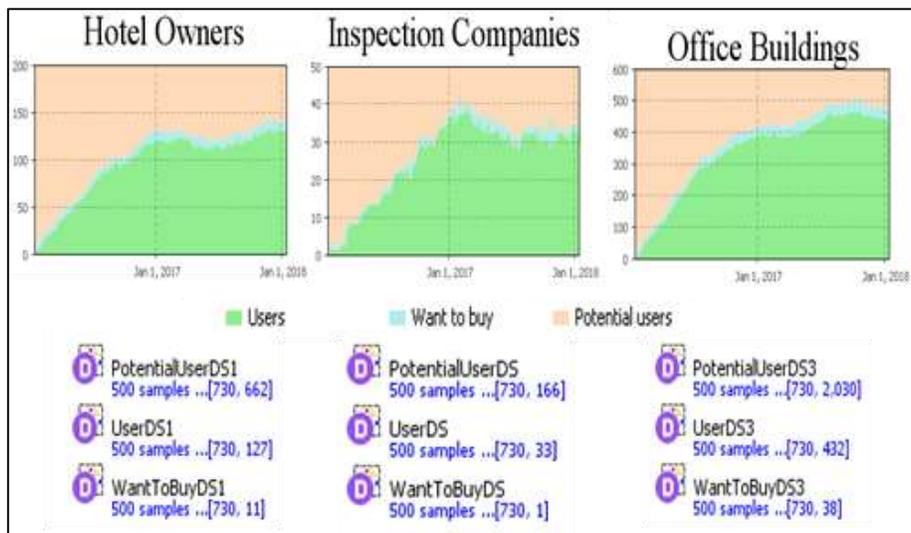 Hotel Owners
Inspection Companies
Office Buildings
200
150
100
50
0
Jan 1, 2017
Jan 1, 2018
50
40
30
20
10
0
Jan 1, 2017
Jan 1, 2018
600
500
400
300
200
100
0
Jan 1, 2017
Jan 1, 2018
Users
Want to buy
Potential users
D PotentialUserDS1
500 samples ...[730, 662]
D UserDS1
500 samples ...[730, 127]
D WantToBuyDS1
500 samples ...[730, 11]
D PotentialUserDS
500 samples ...[730, 166]
D UserDS
500 samples ...[730, 33]
D WantToBuyDS
500 samples ...[730, 1]
D PotentialUserDS3
500 samples ...[730, 2,030]
D UserDS3
500 samples ...[730, 432]
D WantToBuyDS3
500 samples ...[730, 38]